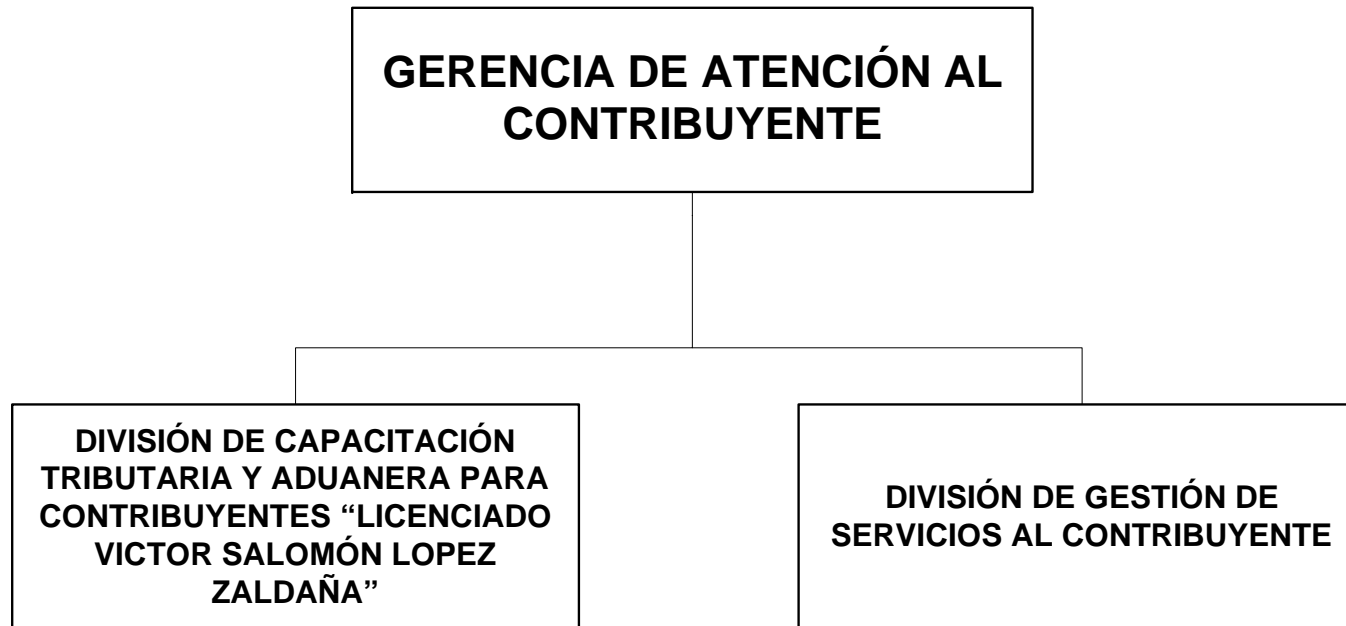 GERENCIA DE ATENCIÓN AL
CONTRIBUYENTE
DIVISIÓN DE CAPACITACIÓN
TRIBUTARIA Y ADUANERA PARA
CONTRIBUYENTES “LICENCIADO
VICTOR SALOMÓN LOPEZ
ZALDAÑA”
DIVISIÓN DE GESTIÓN DE
SERVICIOS AL CONTRIBUYENTE